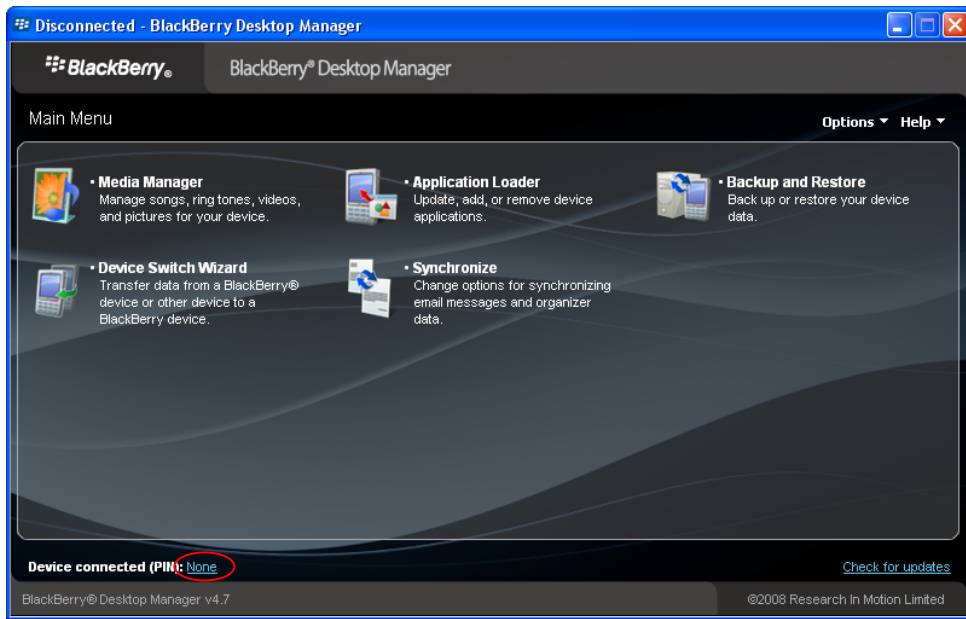 Disconnected - BlackBerry Desktop Manager
BlackBerry®
BlackBerry® Desktop Manager
Main Menu
Options
Help
Media Manager
Manage songs, ring tones, videos,
and pictures for your device.
Application Loader
Update, add, or remove device
applications.
Backup and Restore
Back up or restore your device
data.
Device Switch Wizard
Transfer data from a BlackBerry®
device or other device to a
BlackBerry device.
Synchronize
Change options for synchronizing
email messages and organizer
data.
Device connected (PIN): None
Check for updates
BlackBerry® Desktop Manager v4.7
©2008 Research In Motion Limited